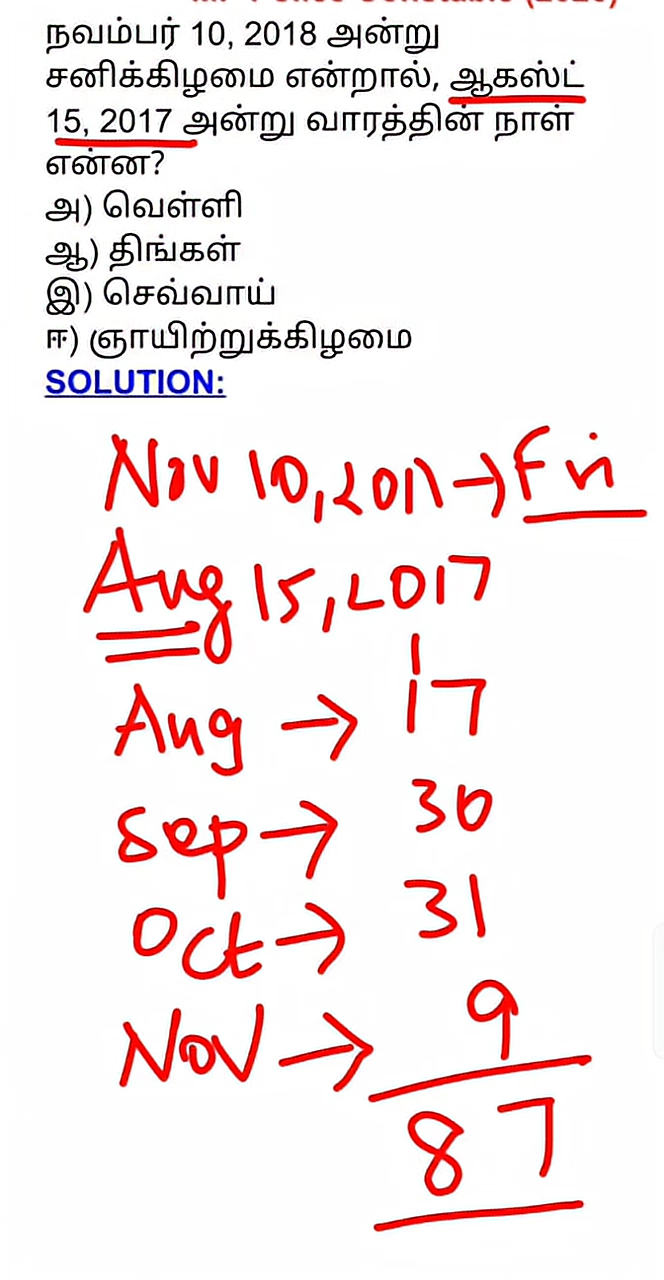 நவம்பர் 10, 2018 அன்று
சனிக்கிழமை என்றால், ஆகஸ்ட்
15, 2017 அன்று வாரத்தின் நாள்
என்ன?
அ) வெள்ளி
ஆ) திங்கள்
இ) செவ்வாய்
ஈ) ஞாயிற்றுக்கிழமை
SOLUTION:
Nov 10, 2017 → Fri
Aug 15, 2017
1
Aug → 17
Sep → 30
Oct → 31
Nov → 9
87